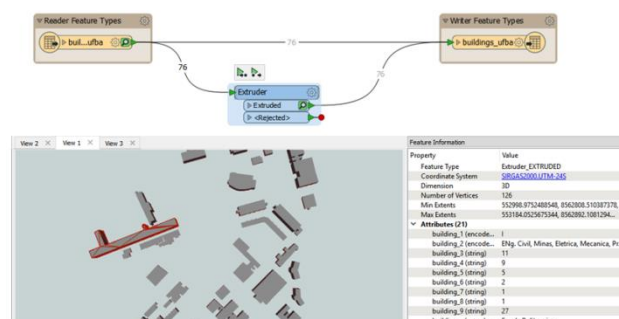 Reader Feature Types
Writer Feature Types
buil...ufba
76
buildings_ufba
76
76
Extruder
Extruded
<Rejected>
View 2 View 1 View 3
Feature Information
Property Value
Feature Type Extruder_EXTRUDED
Coordinate System SIRGAS2000.UTM-24S
Dimension 3D
Number of Vertices 126
Min Extents 552998.9752488540, 8562808.510387378,
Max Extents 553184.0525675344, 8562892.1081294...
Attributes (21)
building_1 (encode... I
building_2 (encode... ENg. Civil, Minas, Eletrica, Mecanica, Pr
building_3 (string) 11
building_4 (string) 9
building_5 (string) 5
building_6 (string) 2
building_7 (string) 1
building_8 (string) 1
building_9 (string) 27